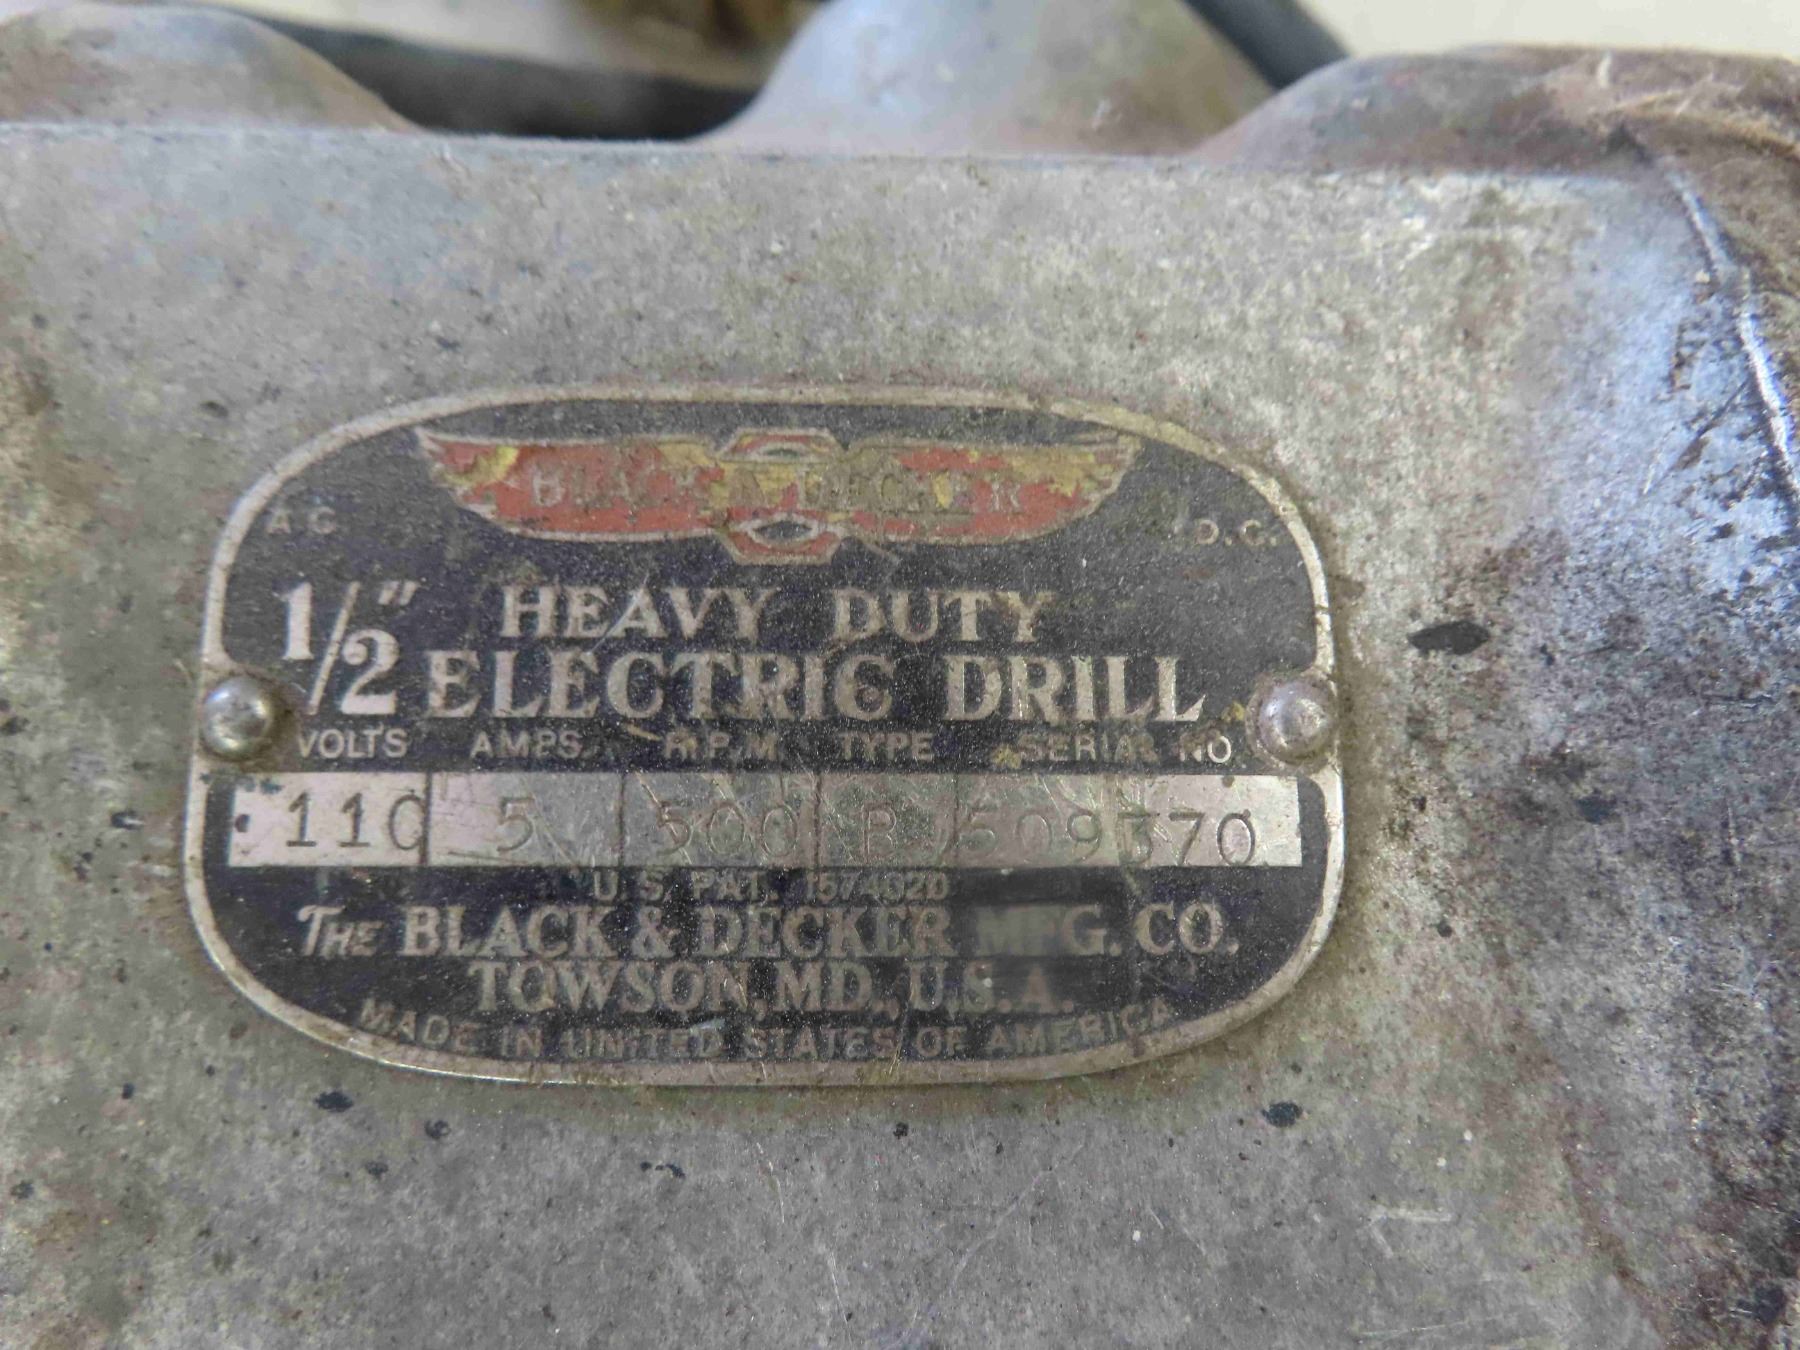 BLACK & DECKER
A.C. D.C.
1/2" HEAVY DUTY
ELECTRIC DRILL
VOLTS AMPS. R.P.M. TYPE SERIAL NO.
110 5 500 B 509370
U.S. PAT. 1574020
THE BLACK & DECKER MFG. CO.
TOWSON, MD., U.S.A.
MADE IN UNITED STATES OF AMERICA